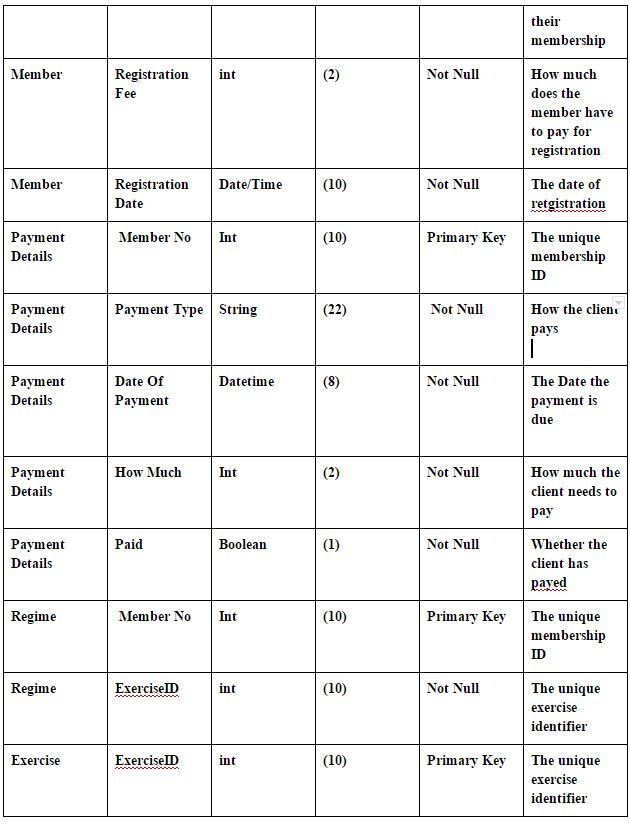 their
membership
Member Registration int (2) Not Null How much
Fee does the
member have
to pay for
registration
Member Registration Date/Time (10) Not Null The date of
Date retgistration
Payment Member No Int (10) Primary Key The unique
Details membership
ID
Payment Payment Type String (22) Not Null How the client
Details pays
Payment Date Of Datetime (8) Not Null The Date the
Details Payment payment is
due
Payment How Much Int (2) Not Null How much the
Details client needs to
pay
Payment Paid Boolean (1) Not Null Whether the
Details client has
payed
Regime Member No Int (10) Primary Key The unique
membership
ID
Regime ExerciseID int (10) Not Null The unique
exercise
identifier
Exercise ExerciseID int (10) Primary Key The unique
exercise
identifier